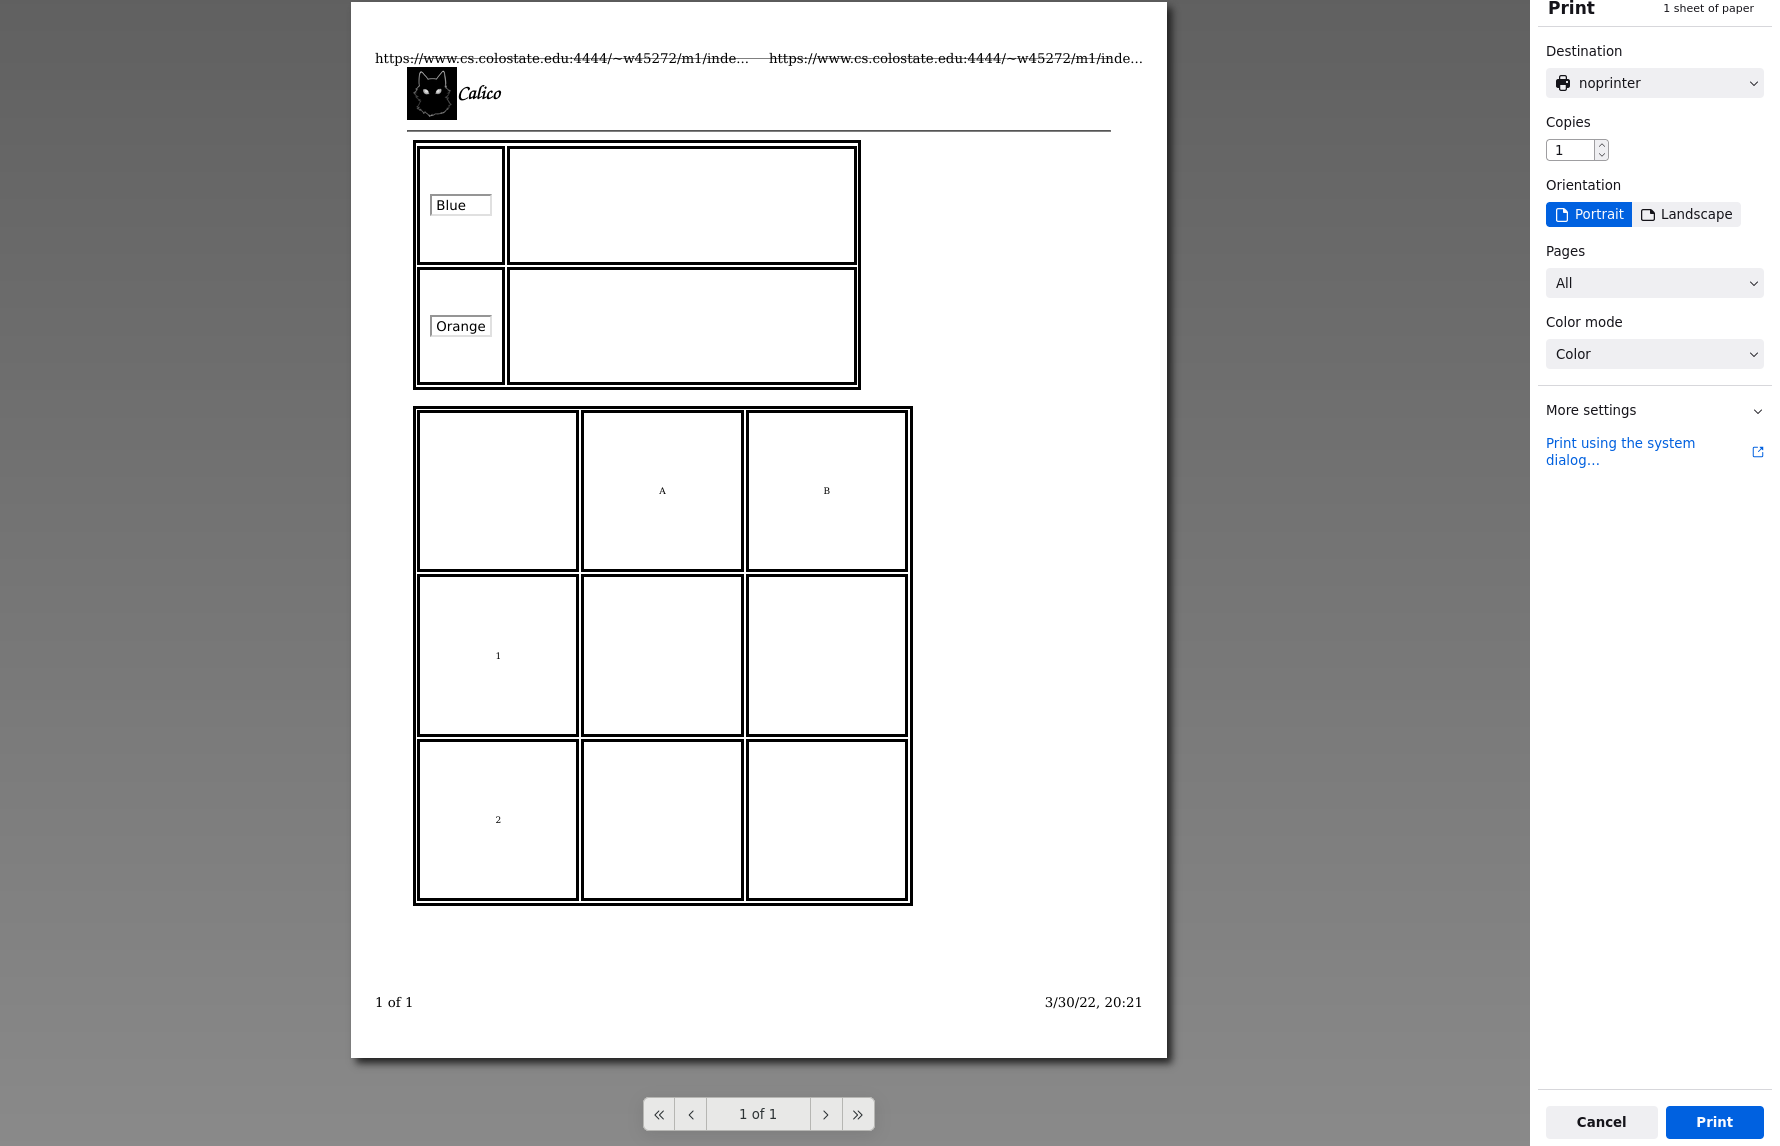 https://www.cs.colostate.edu:4444/~w45272/m1/inde... https://www.cs.colostate.edu:4444/~w45272/m1/inde...
Calico
Blue
Orange
A B
1
2
1 of 1 3/30/22, 20:21
1 of 1
Print 1 sheet of paper
Destination
noprinter
Copies
1
Orientation
Portrait Landscape
Pages
All
Color mode
Color
More settings
Print using the system
dialog...
Cancel Print